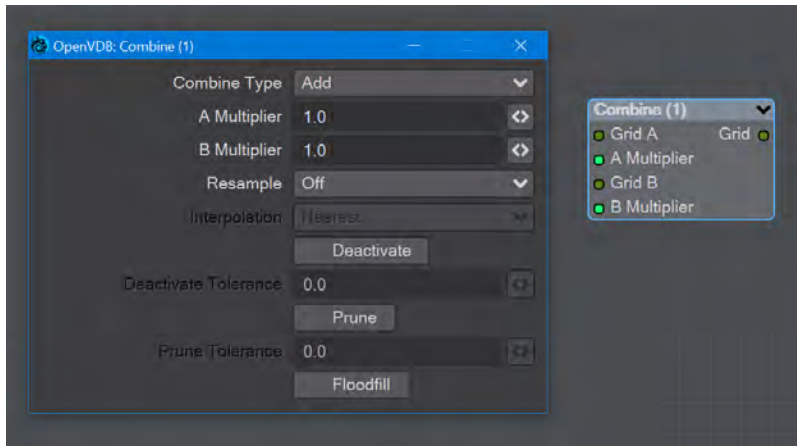 OpenVDB: Combine (1)
Combine Type Add
A Multiplier 1.0
B Multiplier 1.0
Resample Off
Interpolation Nearest
Deactivate
Deactivate Tolerance 0.0
Prune
Prune Tolerance 0.0
Floodfill
Combine (1)
Grid A Grid
A Multiplier
Grid B
B Multiplier